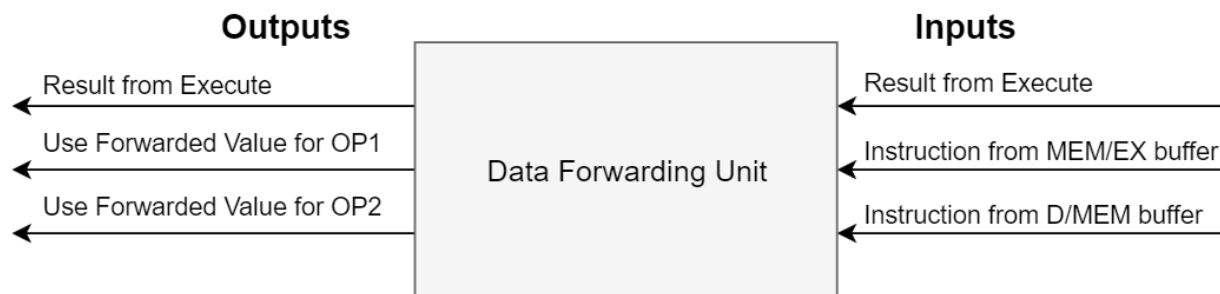 Outputs
Inputs
Result from Execute
Use Forwarded Value for OP1
Use Forwarded Value for OP2
Data Forwarding Unit
Result from Execute
Instruction from MEM/EX buffer
Instruction from D/MEM buffer